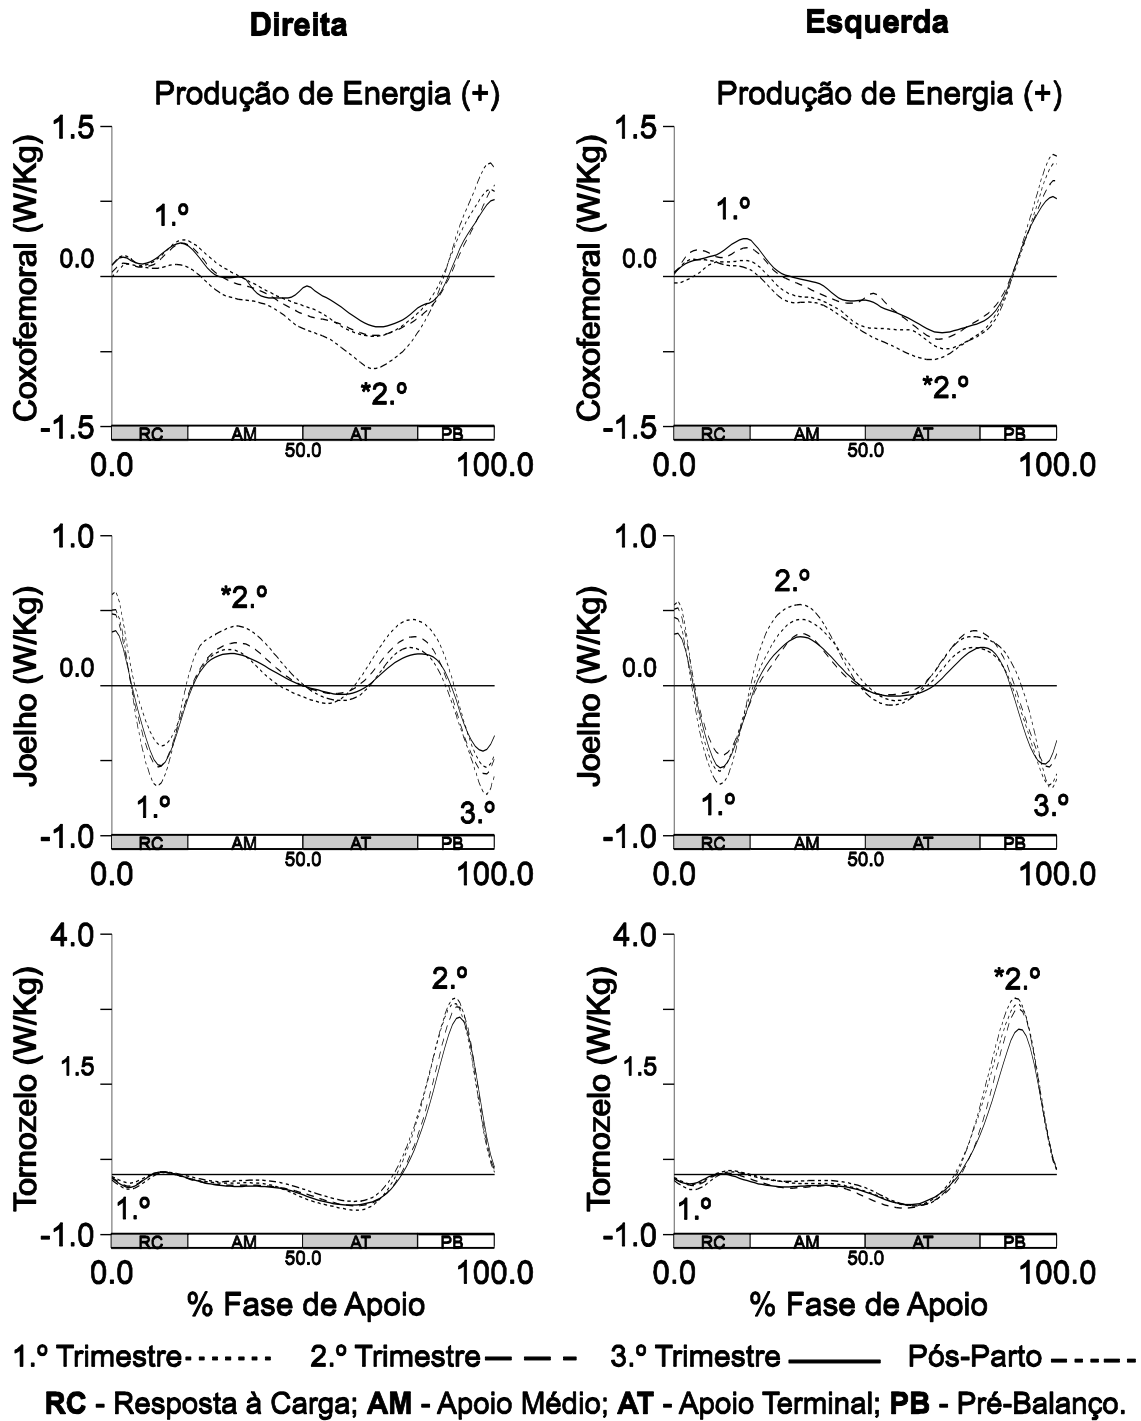 Direita Esquerda
Produção de Energia (+) Produção de Energia (+)
Coxofemoral (W/Kg) 1.5 0.0 -1.5 1.º *2.º RC AM AT PB 0.0 50.0 100.0
Coxofemoral (W/Kg) 1.5 0.0 -1.5 1.º *2.º RC AM AT PB 0.0 50.0 100.0
Joelho (W/Kg) 1.0 0.0 -1.0 *2.º 1.º 3.º RC AM AT PB 0.0 50.0 100.0
Joelho (W/Kg) 1.0 0.0 -1.0 2.º 1.º 3.º RC AM AT PB 0.0 50.0 100.0
Tornozelo (W/Kg) 4.0 1.5 -1.0 2.º 1.º RC AM AT PB 0.0 50.0 100.0
Tornozelo (W/Kg) 4.0 1.5 -1.0 *2.º 1.º RC AM AT PB 0.0 50.0 100.0
% Fase de Apoio % Fase de Apoio
1.º Trimestre 2.º Trimestre 3.º Trimestre Pós-Parto
RC - Resposta à Carga; AM - Apoio Médio; AT - Apoio Terminal; PB - Pré-Balanço.